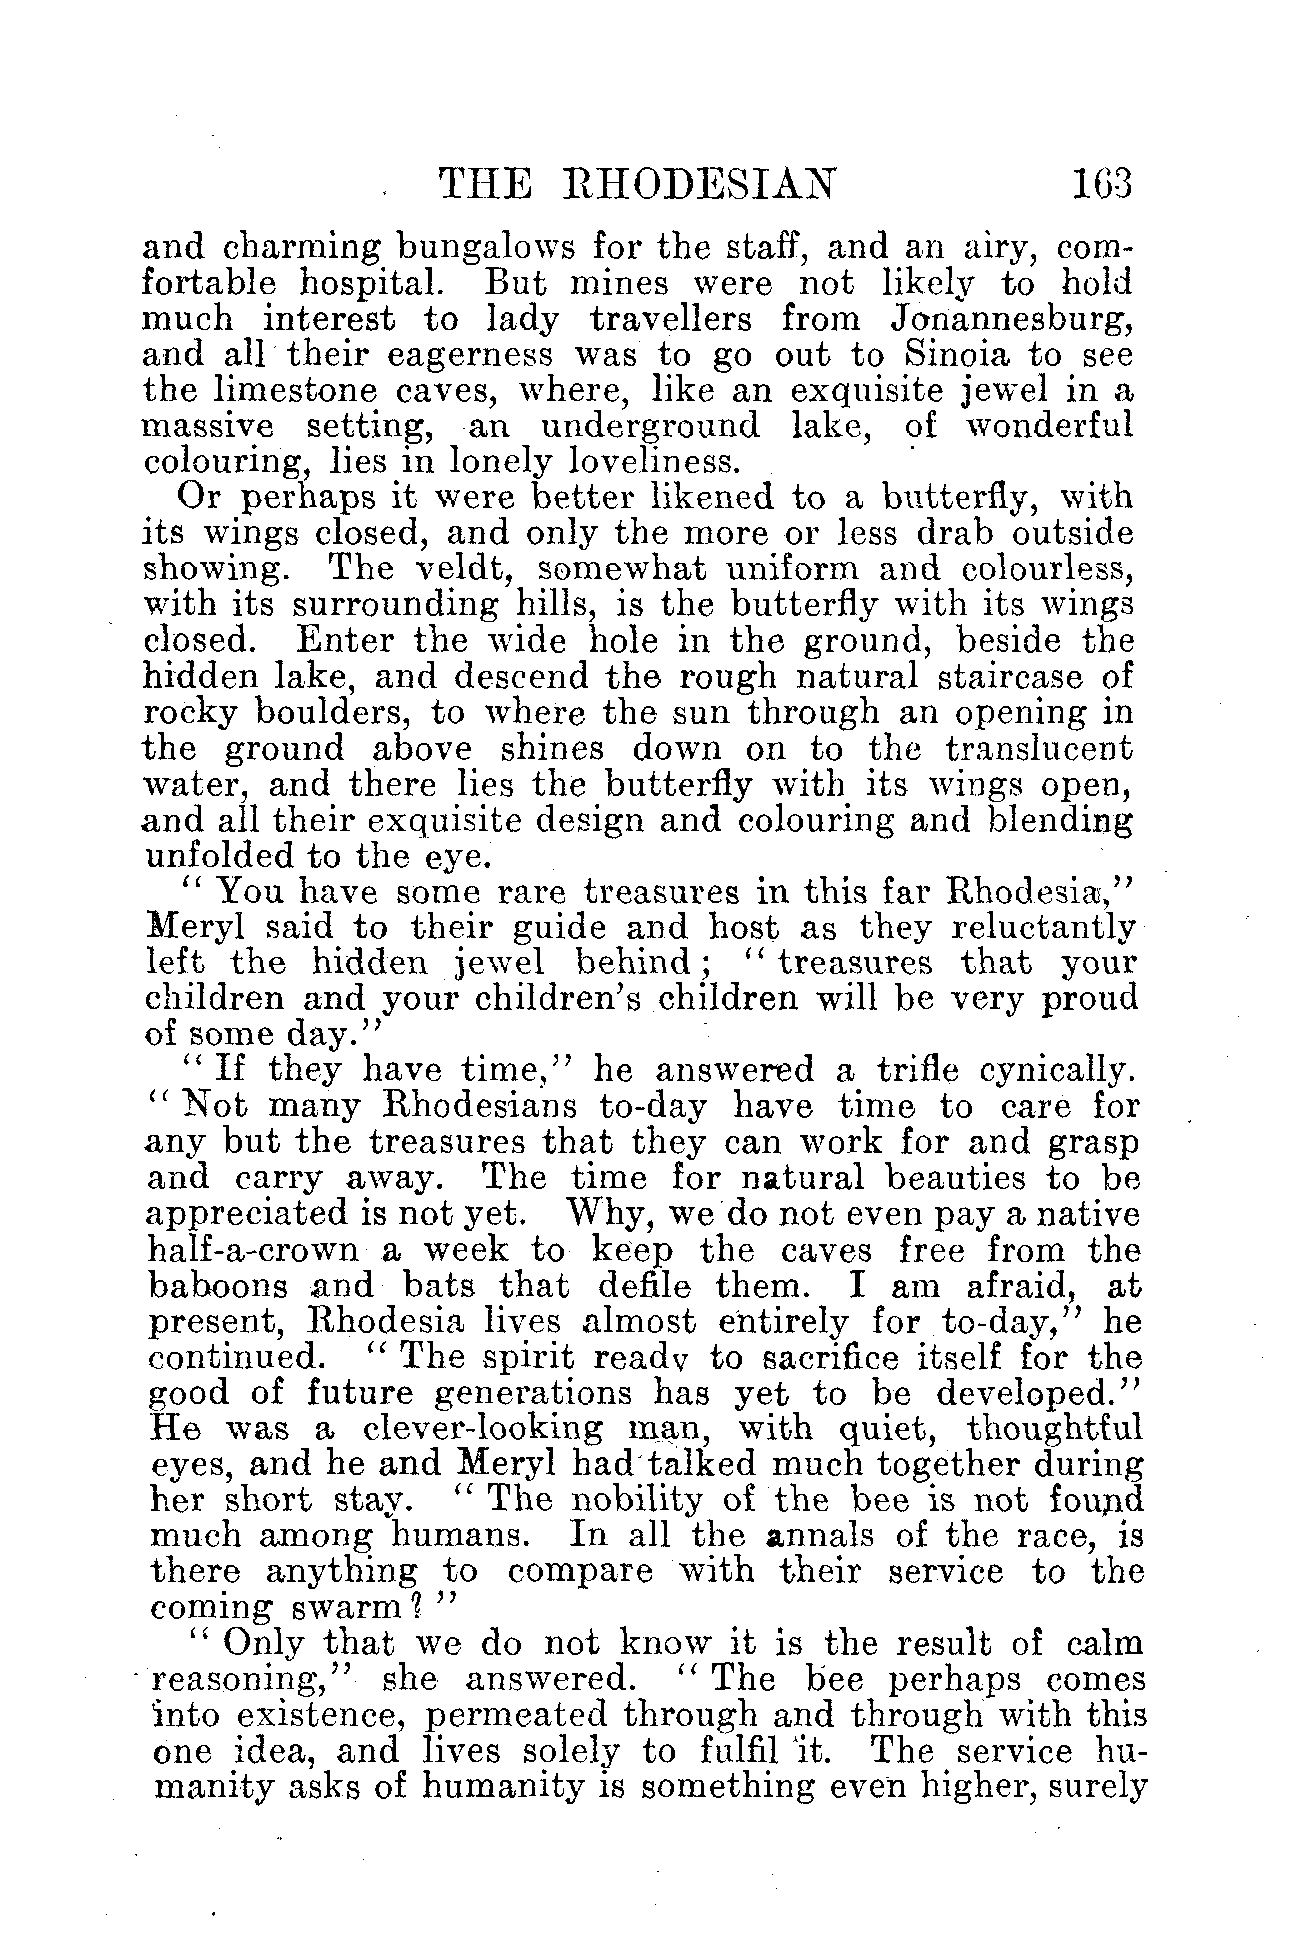 THE RHODESIAN 163
and charming bungalows for the staff, and an airy, com-
fortable hospital. But mines were not likely to hold
much interest to lady travellers from Johannesburg,
and all their eagerness was to go out to Sinoia to see
the limestone caves, where, like an exquisite jewel in a
massive setting, an underground lake, of wonderful
colouring, lies in lonely loveliness.
Or perhaps it were better likened to a butterfly, with
its wings closed, and only the more or less drab outside
showing. The veldt, somewhat uniform and colourless,
with its surrounding hills, is the butterfly with its wings
closed. Enter the wide hole in the ground, beside the
hidden lake, and descend the rough natural staircase of
rocky boulders, to where the sun through an opening in
the ground above shines down on to the translucent
water, and there lies the butterfly with its wings open,
and all their exquisite design and colouring and blending
unfolded to the eye.
“ You have some rare treasures in this far Rhodesia,”
Meryl said to their guide and host as they reluctantly
left the hidden jewel behind ; “ treasures that your
children and your children’s children will be very proud
of some day.”
“ If they have time,” he answered a trifle cynically.
“ Not many Rhodesians to-day have time to care for
any but the treasures that they can work for and grasp
and carry away. The time for natural beauties to be
appreciated is not yet. Why, we do not even pay a native
half-a-crown a week to keep the caves free from the
baboons and bats that defile them. I am afraid, at
present, Rhodesia lives almost entirely for to-day,” he
continued. “ The spirit ready to sacrifice itself for the
good of future generations has yet to be developed.”
He was a clever-looking man, with quiet, thoughtful
eyes, and he and Meryl had talked much together during
her short stay. “ The nobility of the bee is not found
much among humans. In all the annals of the race, is
there anything to compare with their service to the
coming swarm ? ”
“ Only that we do not know it is the result of calm
reasoning,” she answered. “ The bee perhaps comes
into existence, permeated through and through with this
one idea, and lives solely to fulfil it. The service hu-
manity asks of humanity is something even higher, surely